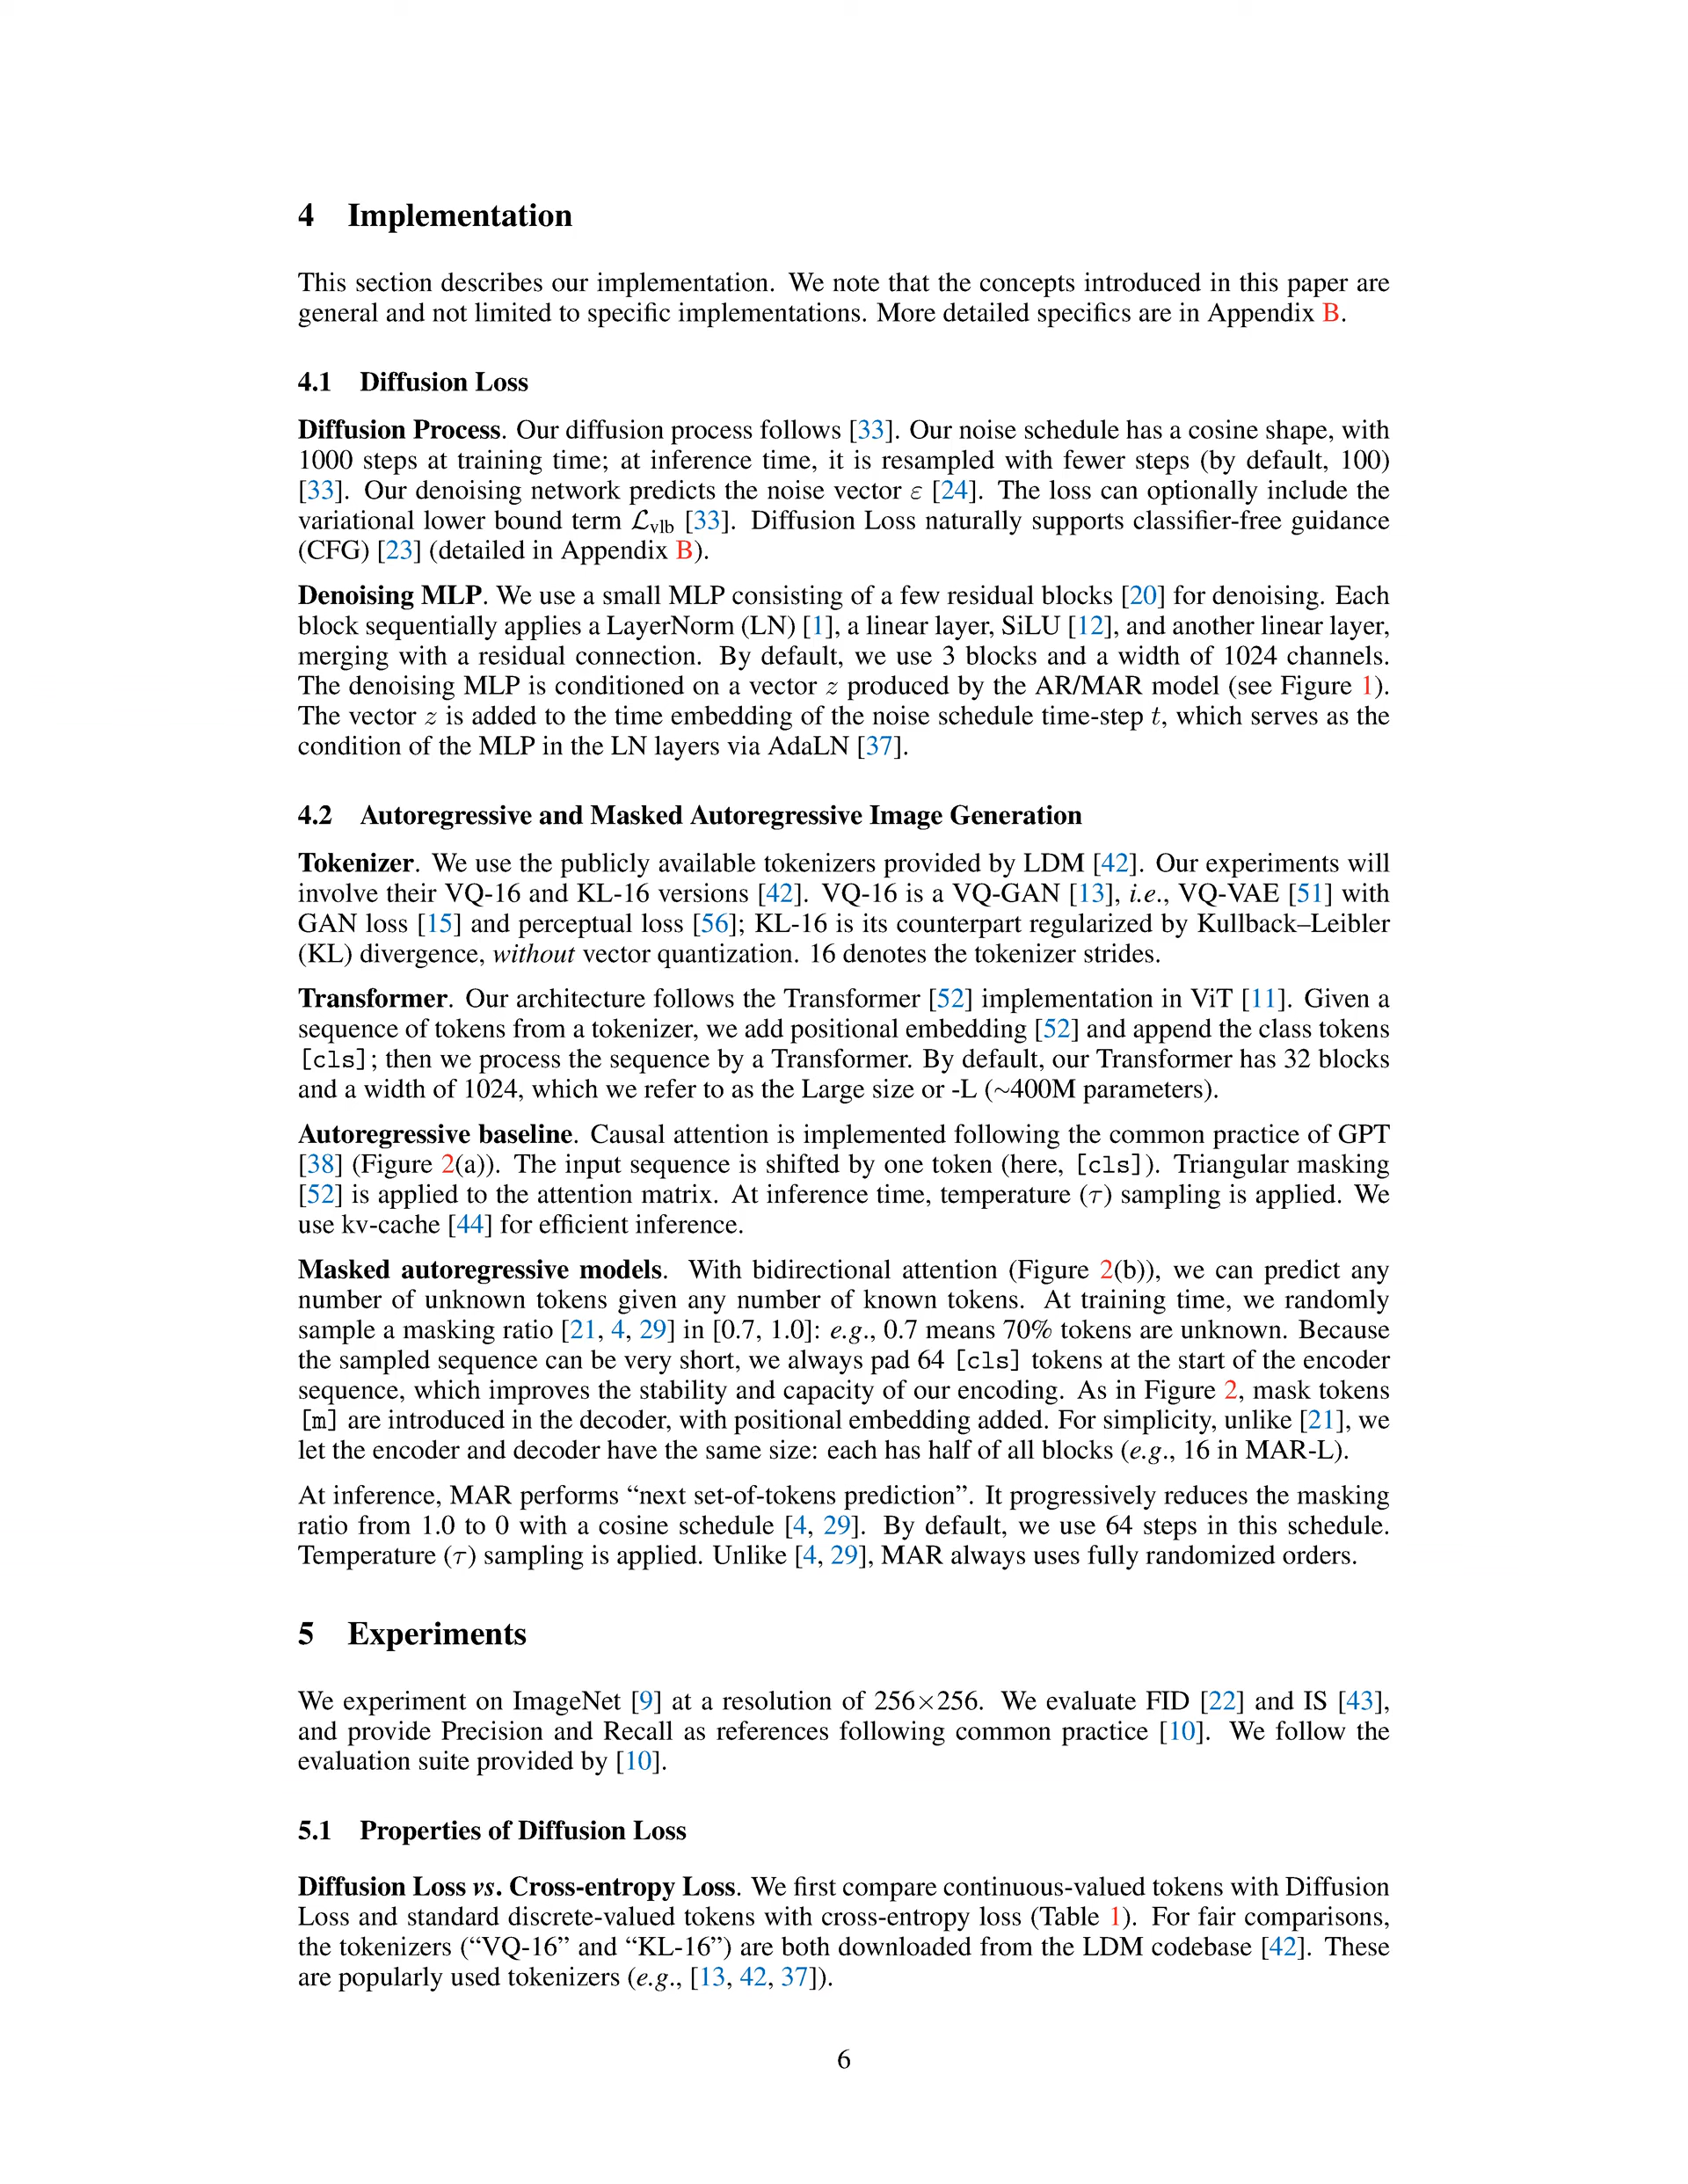 4 Implementation
This section describes our implementation. We note that the concepts introduced in this paper are
general and not limited to specific implementations. More detailed specifics are in Appendix B.
4.1 Diffusion Loss
Diffusion Process. Our diffusion process follows [33]. Our noise schedule has a cosine shape, with
1000 steps at training time; at inference time, it is resampled with fewer steps (by default, 100)
[33]. Our denoising network predicts the noise vector ε [24]. The loss can optionally include the
variational lower bound term ℒvlb [33]. Diffusion Loss naturally supports classifier-free guidance
(CFG) [23] (detailed in Appendix B).
Denoising MLP. We use a small MLP consisting of a few residual blocks [20] for denoising. Each
block sequentially applies a LayerNorm (LN) [1], a linear layer, SiLU [12], and another linear layer,
merging with a residual connection. By default, we use 3 blocks and a width of 1024 channels.
The denoising MLP is conditioned on a vector z produced by the AR/MAR model (see Figure 1).
The vector z is added to the time embedding of the noise schedule time-step t, which serves as the
condition of the MLP in the LN layers via AdaLN [37].
4.2 Autoregressive and Masked Autoregressive Image Generation
Tokenizer. We use the publicly available tokenizers provided by LDM [42]. Our experiments will
involve their VQ-16 and KL-16 versions [42]. VQ-16 is a VQ-GAN [13], i.e., VQ-VAE [51] with
GAN loss [15] and perceptual loss [56]; KL-16 is its counterpart regularized by Kullback–Leibler
(KL) divergence, without vector quantization. 16 denotes the tokenizer strides.
Transformer. Our architecture follows the Transformer [52] implementation in ViT [11]. Given a
sequence of tokens from a tokenizer, we add positional embedding [52] and append the class tokens
[cls]; then we process the sequence by a Transformer. By default, our Transformer has 32 blocks
and a width of 1024, which we refer to as the Large size or -L (∼400M parameters).
Autoregressive baseline. Causal attention is implemented following the common practice of GPT
[38] (Figure 2(a)). The input sequence is shifted by one token (here, [cls]). Triangular masking
[52] is applied to the attention matrix. At inference time, temperature (τ) sampling is applied. We
use kv-cache [44] for efficient inference.
Masked autoregressive models. With bidirectional attention (Figure 2(b)), we can predict any
number of unknown tokens given any number of known tokens. At training time, we randomly
sample a masking ratio [21, 4, 29] in [0.7, 1.0]: e.g., 0.7 means 70% tokens are unknown. Because
the sampled sequence can be very short, we always pad 64 [cls] tokens at the start of the encoder
sequence, which improves the stability and capacity of our encoding. As in Figure 2, mask tokens
[m] are introduced in the decoder, with positional embedding added. For simplicity, unlike [21], we
let the encoder and decoder have the same size: each has half of all blocks (e.g., 16 in MAR-L).
At inference, MAR performs “next set-of-tokens prediction”. It progressively reduces the masking
ratio from 1.0 to 0 with a cosine schedule [4, 29]. By default, we use 64 steps in this schedule.
Temperature (τ) sampling is applied. Unlike [4, 29], MAR always uses fully randomized orders.
5 Experiments
We experiment on ImageNet [9] at a resolution of 256×256. We evaluate FID [22] and IS [43],
and provide Precision and Recall as references following common practice [10]. We follow the
evaluation suite provided by [10].
5.1 Properties of Diffusion Loss
Diffusion Loss vs. Cross-entropy Loss. We first compare continuous-valued tokens with Diffusion
Loss and standard discrete-valued tokens with cross-entropy loss (Table 1). For fair comparisons,
the tokenizers (“VQ-16” and “KL-16”) are both downloaded from the LDM codebase [42]. These
are popularly used tokenizers (e.g., [13, 42, 37]).
6